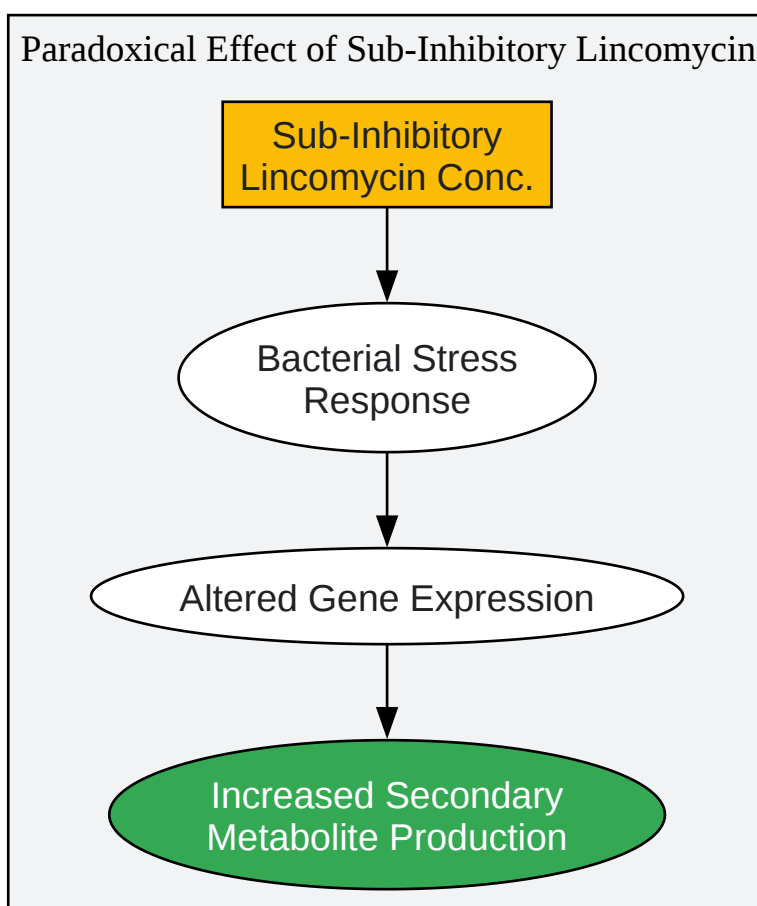 Paradoxical Effect of Sub-Inhibitory Lincomycin
Sub-Inhibitory
Lincomycin Conc.
Bacterial Stress
Response
Altered Gene Expression
Increased Secondary
Metabolite Production